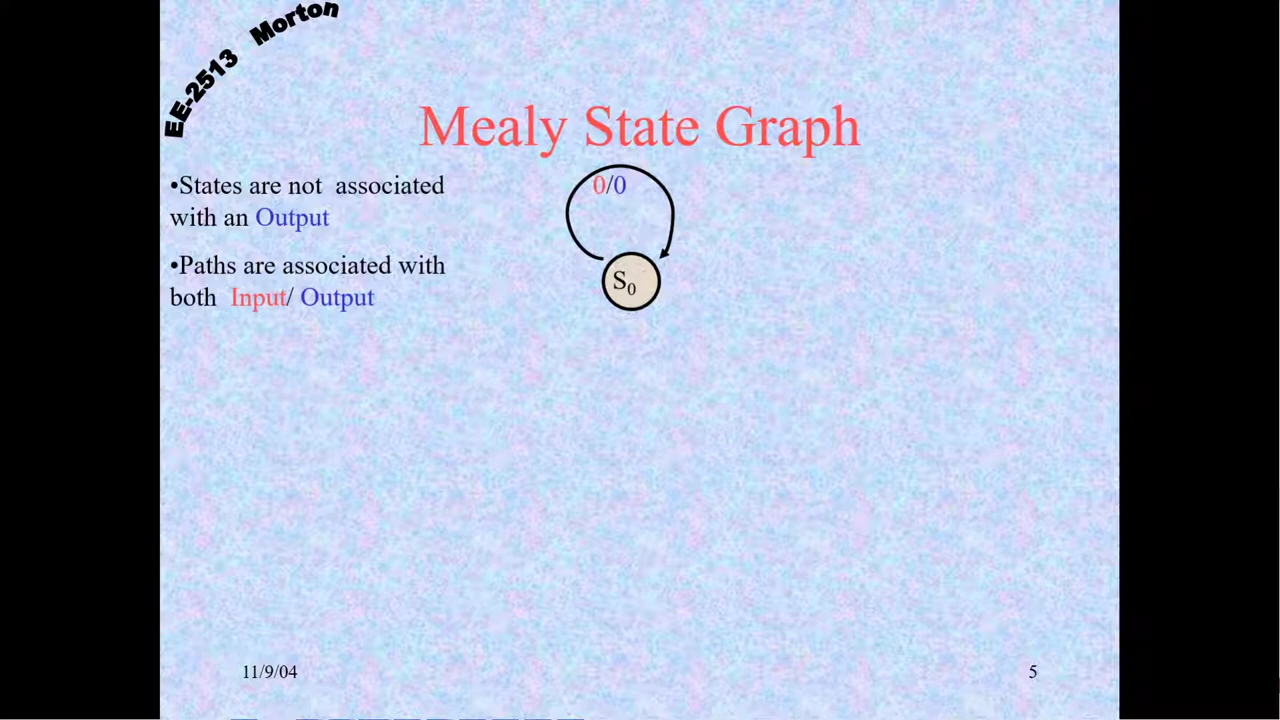 EE-2513 Morton
Mealy State Graph
•States are not associated
with an Output
•Paths are associated with
both Input/ Output
0/0
S₀
11/9/04
5